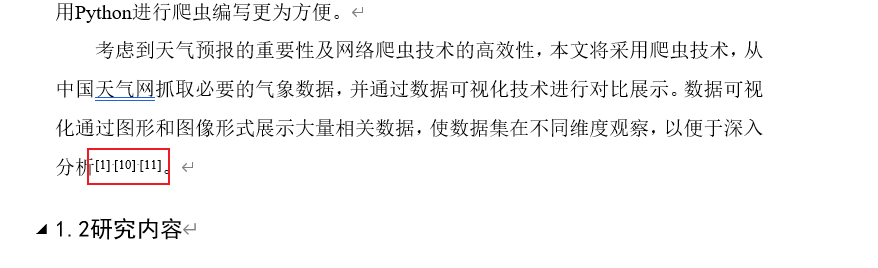 用Python进行爬虫编写更为方便。
考虑到天气预报的重要性及网络爬虫技术的高效性，本文将采用爬虫技术，从
中国天气网抓取必要的气象数据，并通过数据可视化技术进行对比展示。数据可视
化通过图形和图像形式展示大量相关数据，使数据集在不同维度观察，以便于深入
分析[1] [10] [11]。
1.2研究内容